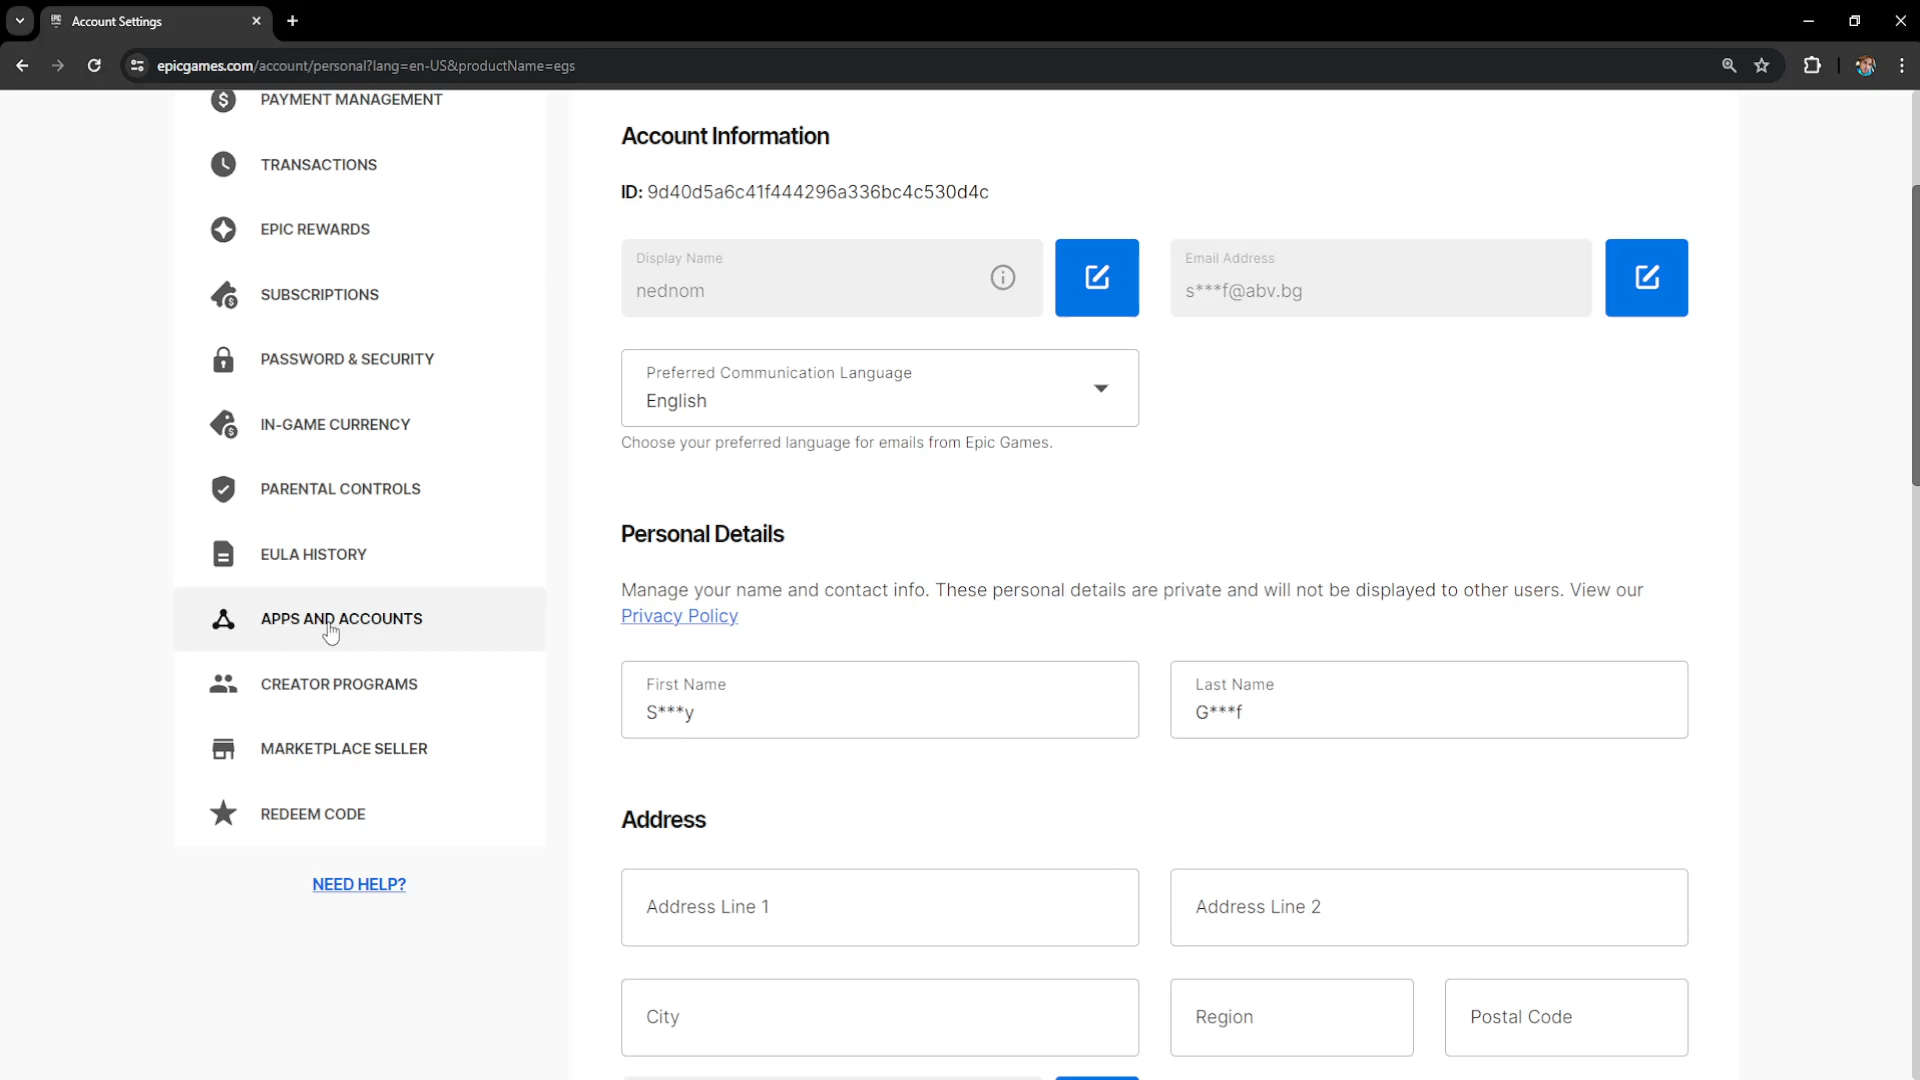 Account Settings
epicgames.com/account/personal?lang=en-US&productName=egs
PAYMENT MANAGEMENT
TRANSACTIONS
EPIC REWARDS
SUBSCRIPTIONS
PASSWORD & SECURITY
IN-GAME CURRENCY
PARENTAL CONTROLS
EULA HISTORY
APPS AND ACCOUNTS
CREATOR PROGRAMS
MARKETPLACE SELLER
REDEEM CODE
NEED HELP?
Account Information
ID: 9d40d5a6c41f444296a336bc4c530d4c
Display Name
nednom
Email Address
s***f@abv.bg
Preferred Communication Language
English
Choose your preferred language for emails from Epic Games.
Personal Details
Manage your name and contact info. These personal details are private and will not be displayed to other users. View our
Privacy Policy
First Name
S***y
Last Name
G***f
Address
Address Line 1
Address Line 2
City
Region
Postal Code